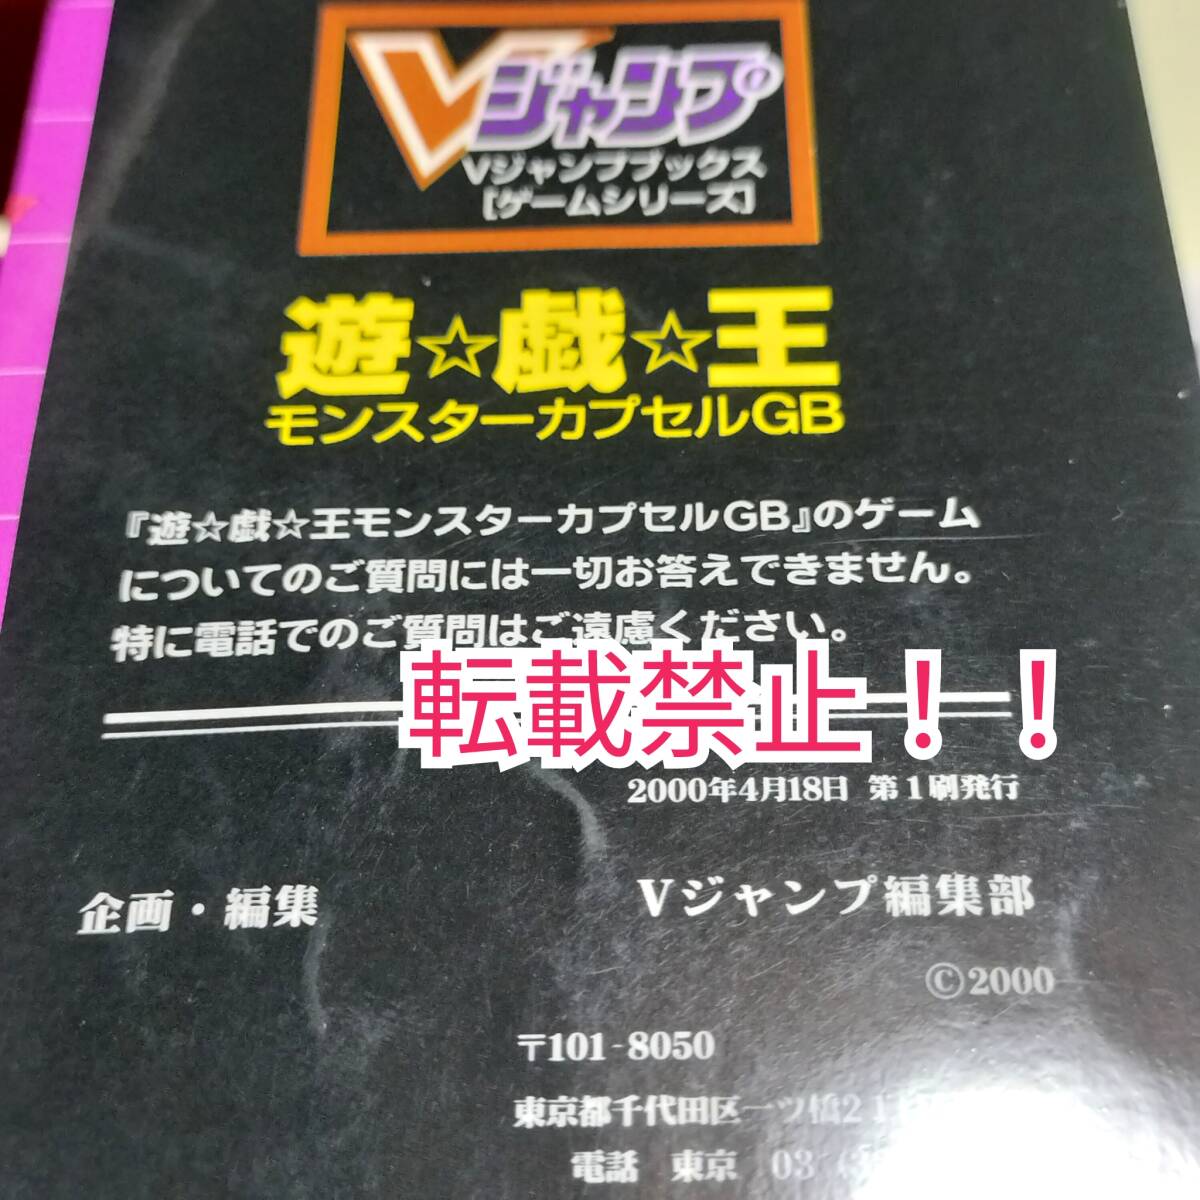 Vジャンプ
Vジャンプブックス
[ゲームシリーズ]
遊☆戯☆王
モンスターカプセルGB
『遊☆戯☆王モンスターカプセルGB』のゲーム
についてのご質問には一切お答えできません。
特に電話でのご質問はご遠慮ください。
転載禁止！！
2000年4月18日 第1刷発行
企画・編集 Vジャンプ編集部
©2000
〒101-8050
東京都千代田区一ツ橋2
電話 東京 03